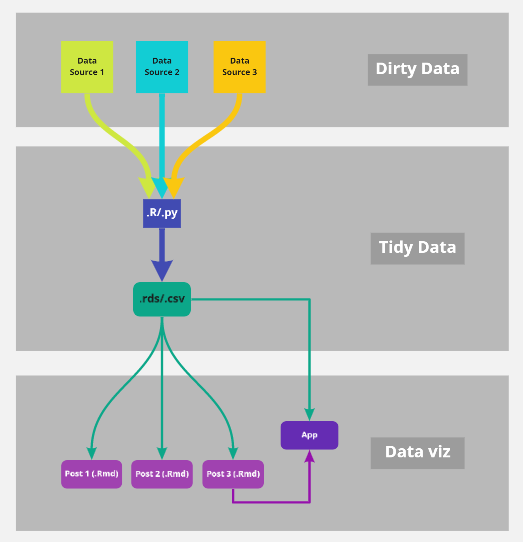 Data
Source 1
Data
Source 2
Data
Source 3
Dirty Data
.R/.py
Tidy Data
.rds/.csv
App
Data viz
Post 1 (.Rmd)
Post 2 (.Rmd)
Post 3 (.Rmd)